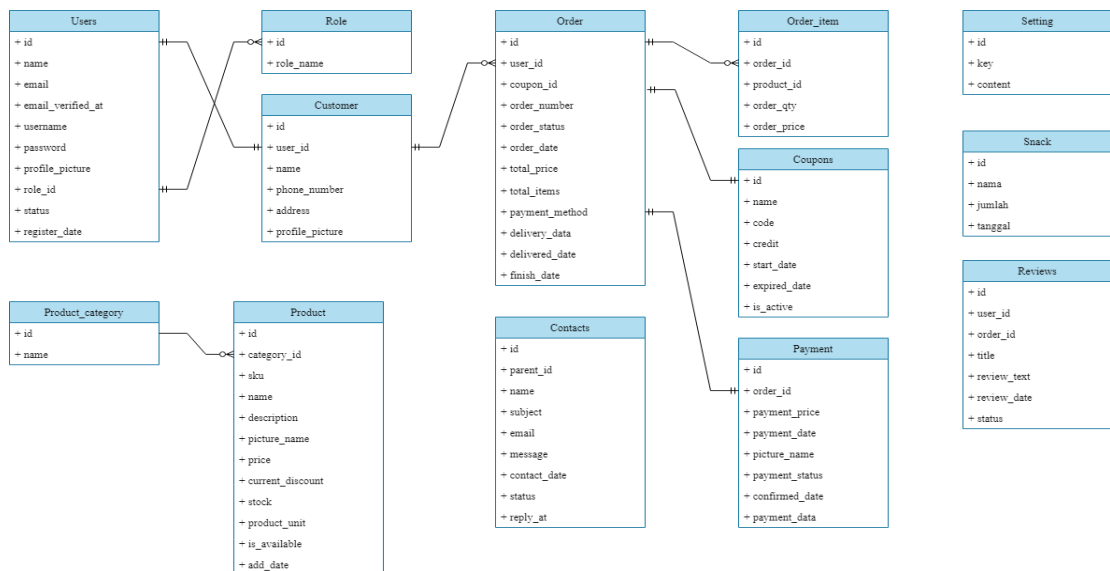 Users
+ id
+ name
+ email
+ email_verified_at
+ username
+ password
+ profile_picture
+ role_id
+ status
+ register_date
Role
+ id
+ role_name
Customer
+ id
+ user_id
+ name
+ phone_number
+ address
+ profile_picture
Order
+ id
+ user_id
+ coupon_id
+ order_number
+ order_status
+ order_date
+ total_price
+ total_items
+ payment_method
+ delivery_data
+ delivered_date
+ finish_date
Order_item
+ id
+ order_id
+ product_id
+ order_qty
+ order_price
Coupons
+ id
+ name
+ code
+ credit
+ start_date
+ expired_date
+ is_active
Setting
+ id
+ key
+ content
Snack
+ id
+ nama
+ jumlah
+ tanggal
Reviews
+ id
+ user_id
+ order_id
+ title
+ review_text
+ review_date
+ status
Product_category
+ id
+ name
Product
+ id
+ category_id
+ sku
+ name
+ description
+ picture_name
+ price
+ current_discount
+ stock
+ product_unit
+ is_available
+ add_date
Contacts
+ id
+ parent_id
+ name
+ subject
+ email
+ message
+ contact_date
+ status
+ reply_at
Payment
+ id
+ order_id
+ payment_price
+ payment_date
+ picture_name
+ payment_status
+ confirmed_date
+ payment_data